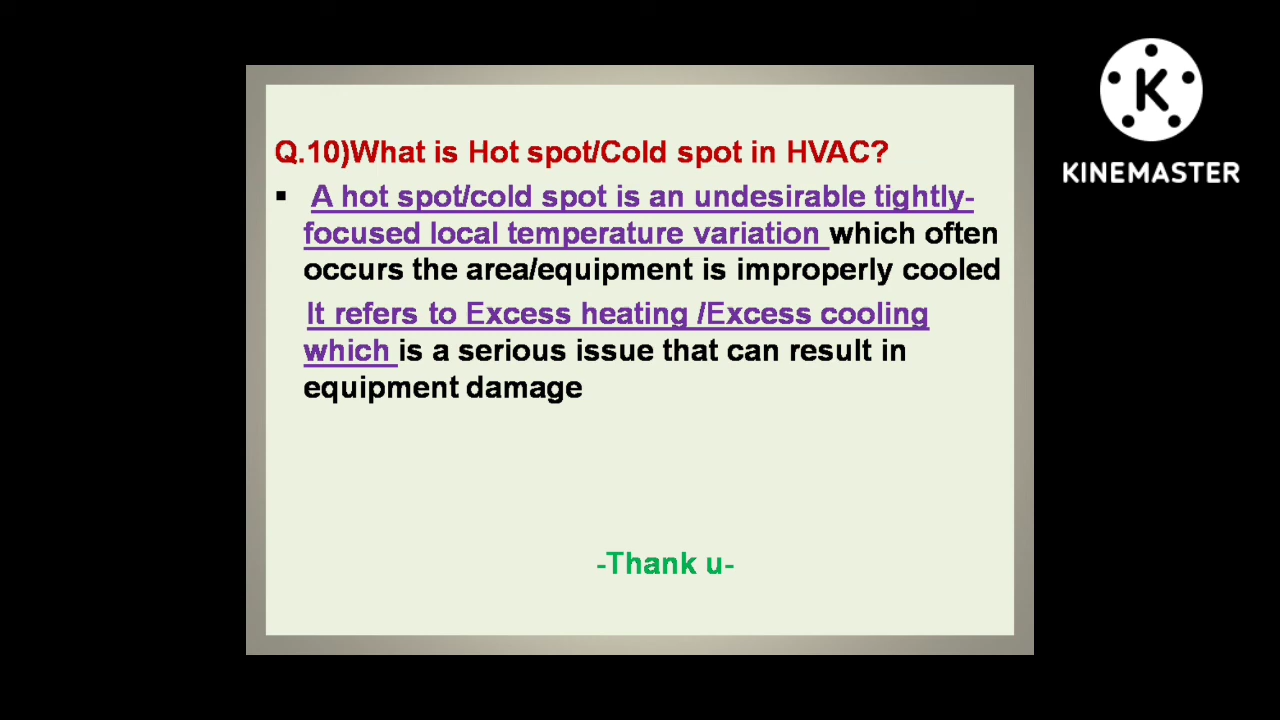 Q.10)What is Hot spot/Cold spot in HVAC?
▪ A hot spot/cold spot is an undesirable tightly-
focused local temperature variation which often
occurs the area/equipment is improperly cooled
It refers to Excess heating /Excess cooling
which is a serious issue that can result in
equipment damage
-Thank u-
K
KINEMASTER